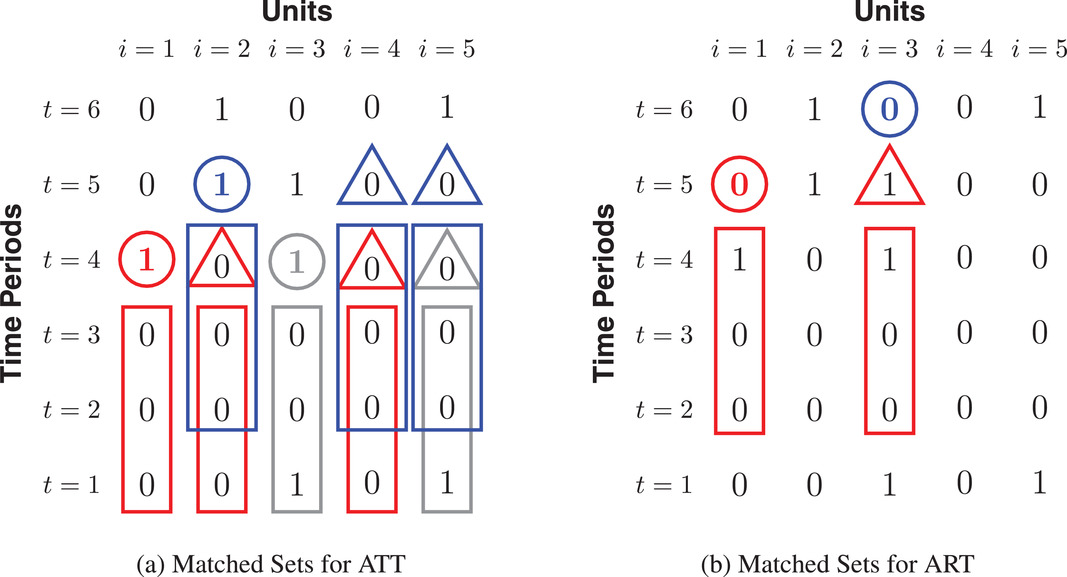 Units
i = 1 i = 2 i = 3 i = 4 i = 5
t = 6 0 1 0 0 1
t = 5 0 1 1 0 0
t = 4 1 0 1 0 0
t = 3 0 0 0 0 0
t = 2 0 0 0 0 0
t = 1 0 0 1 0 1
Time Periods
(a) Matched Sets for ATT
Units
i = 1 i = 2 i = 3 i = 4 i = 5
t = 6 0 1 0 0 1
t = 5 0 1 1 0 0
t = 4 1 0 1 0 0
t = 3 0 0 0 0 0
t = 2 0 0 0 0 0
t = 1 0 0 1 0 1
Time Periods
(b) Matched Sets for ART